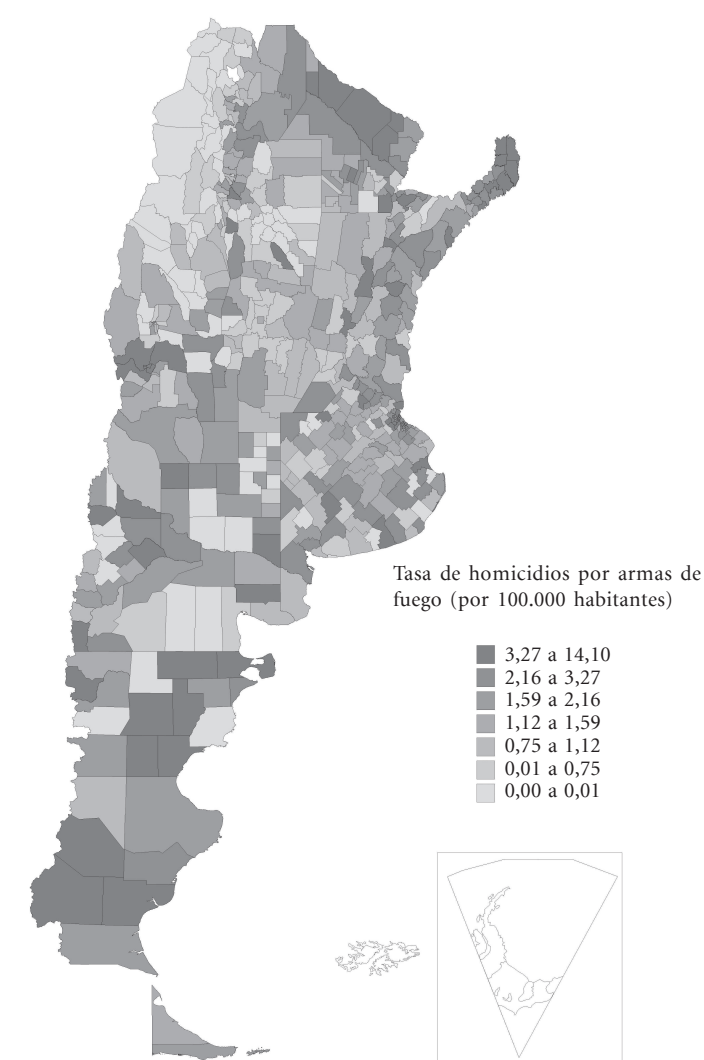 Tasa de homicidios por armas de
fuego (por 100.000 habitantes)
3,27 a 14,10
2,16 a 3,27
1,59 a 2,16
1,12 a 1,59
0,75 a 1,12
0,01 a 0,75
0,00 a 0,01